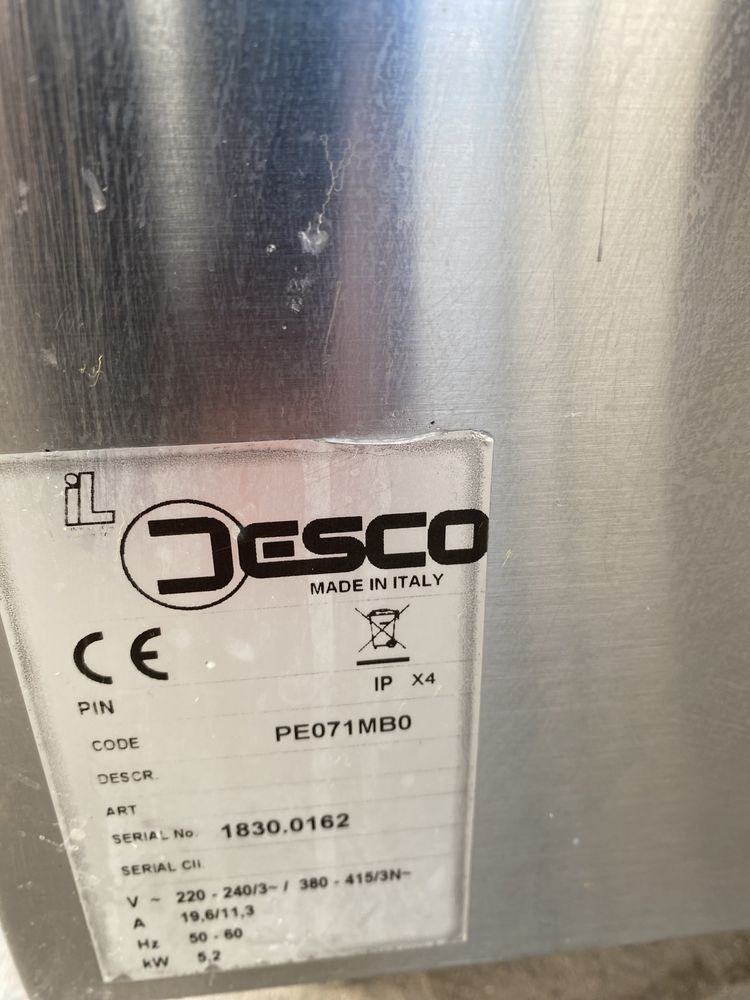 iL
DESCO
MADE IN ITALY
CE
IP X4
PIN
CODE PE071MB0
DESCR.
ART
SERIAL No. 1830.0162
SERIAL CII.
V ~ 220 - 240/3~ / 380 - 415/3N~
A 19,6/11,3
Hz 50 - 60
kW 5,2